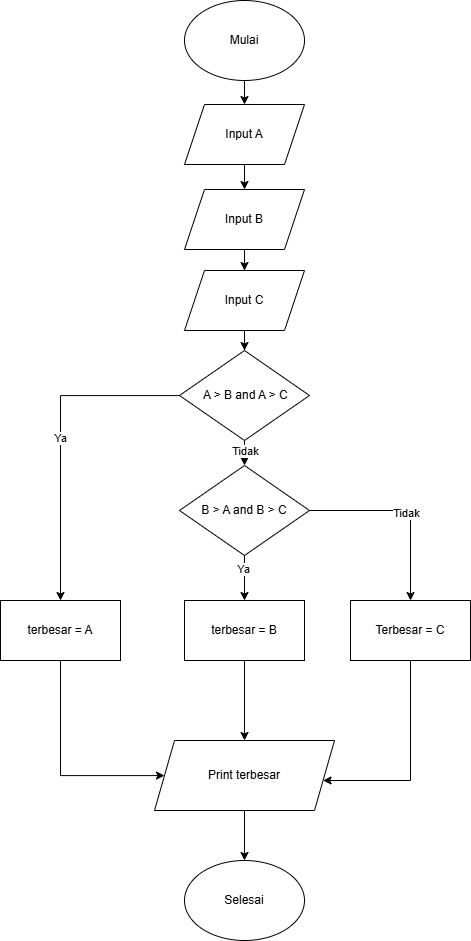 Mulai
Input A
Input B
Input C
A > B and A > C
Ya
Tidak
B > A and B > C
Tidak
Ya
terbesar = A
terbesar = B
Terbesar = C
Print terbesar
Selesai